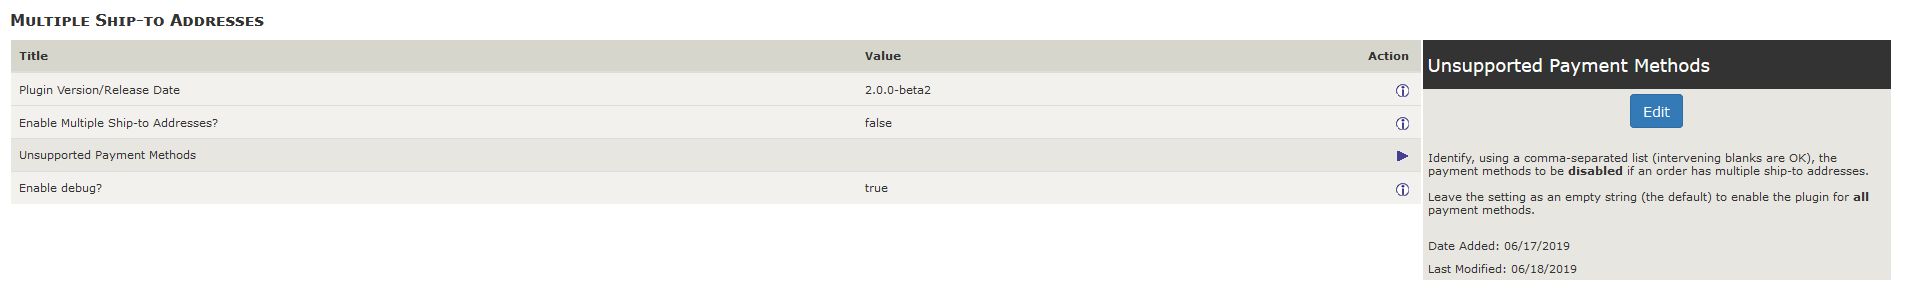 MULTIPLE SHIP-TO ADDRESSES
Title Value Action
Plugin Version/Release Date 2.0.0-beta2
Enable Multiple Ship-to Addresses? false
Unsupported Payment Methods
Enable debug? true
Unsupported Payment Methods
Edit
Identify, using a comma-separated list (intervening blanks are OK), the
payment methods to be disabled if an order has multiple ship-to addresses.
Leave the setting as an empty string (the default) to enable the plugin for all
payment methods.
Date Added: 06/17/2019
Last Modified: 06/18/2019